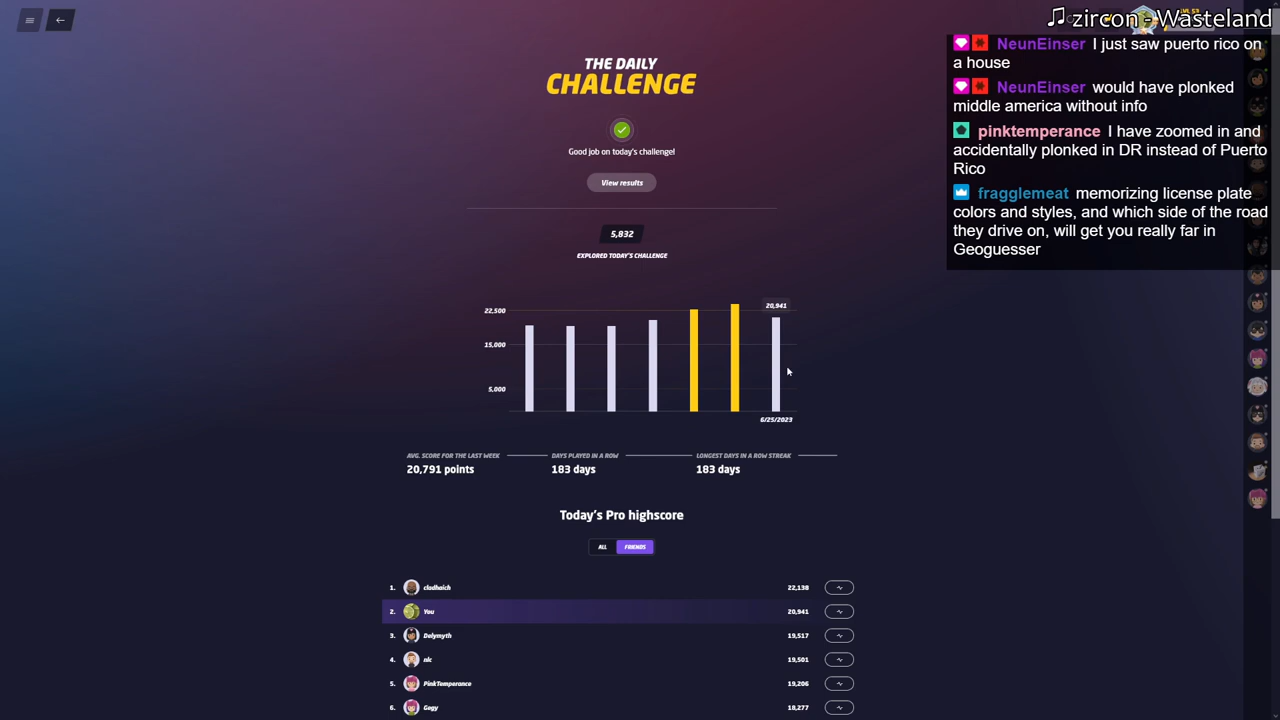 ♫ zircon - Wasteland
NeunEinser I just saw puerto rico on
a house
NeunEinser would have plonked
middle america without info
pinktemperance I have zoomed in and
accidentally plonked in DR instead of Puerto
Rico
fragglemeat memorizing license plate
colors and styles, and which side of the road
they drive on, will get you really far in
Geoguesser
THE DAILY
CHALLENGE
Good job on today's challenge!
View results
5,832
EXPLORED TODAY'S CHALLENGE
20,941
22,500
15,000
5,000
6/25/2023
AVG. SCORE FOR THE LAST WEEK
20,791 points
DAYS PLAYED IN A ROW
183 days
LONGEST DAYS IN A ROW STREAK
183 days
Today's Pro highscore
ALL FRIENDS
1. cladhaich 22,138
2. You 20,941
3. Dolymyth 19,517
4. nlc 19,501
5. PinkTemperance 19,206
6. Gogy 18,277